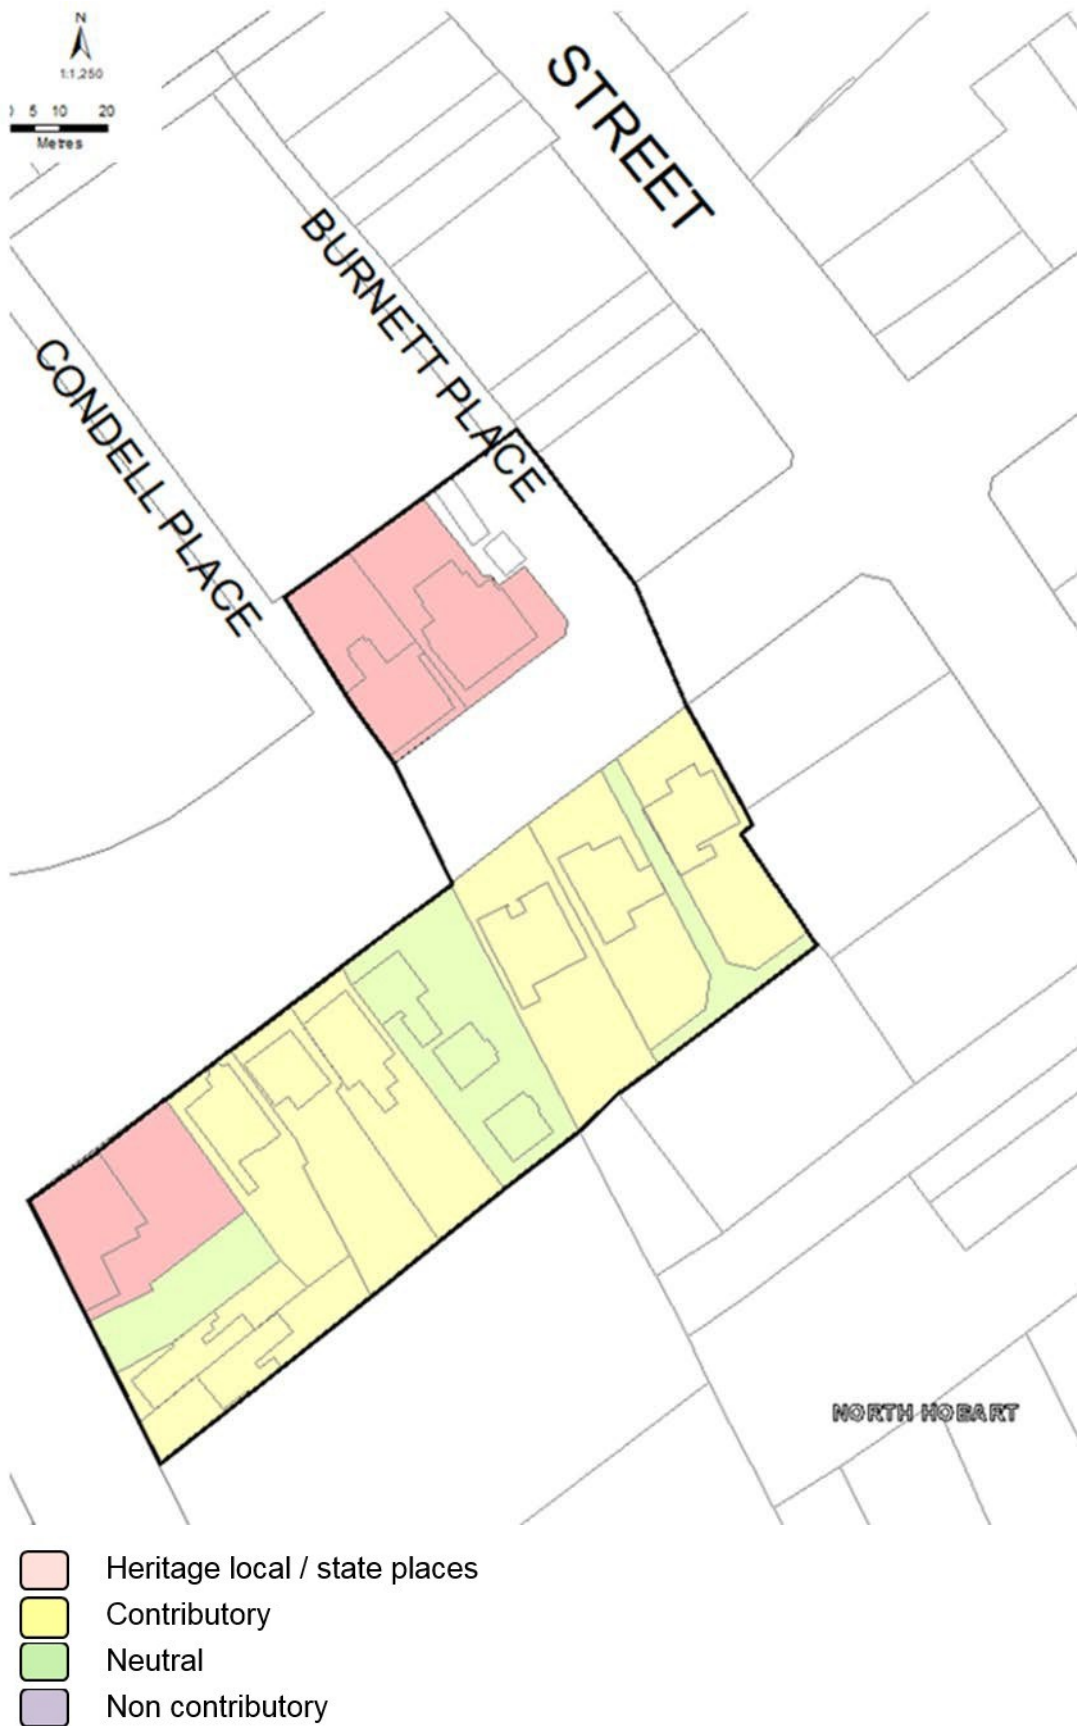 N
1:1,250
0 5 10 20
Metres
STREET
BURNETT PLACE
CONDELL PLACE
NORTH HOBART
Heritage local / state places
Contributory
Neutral
Non contributory